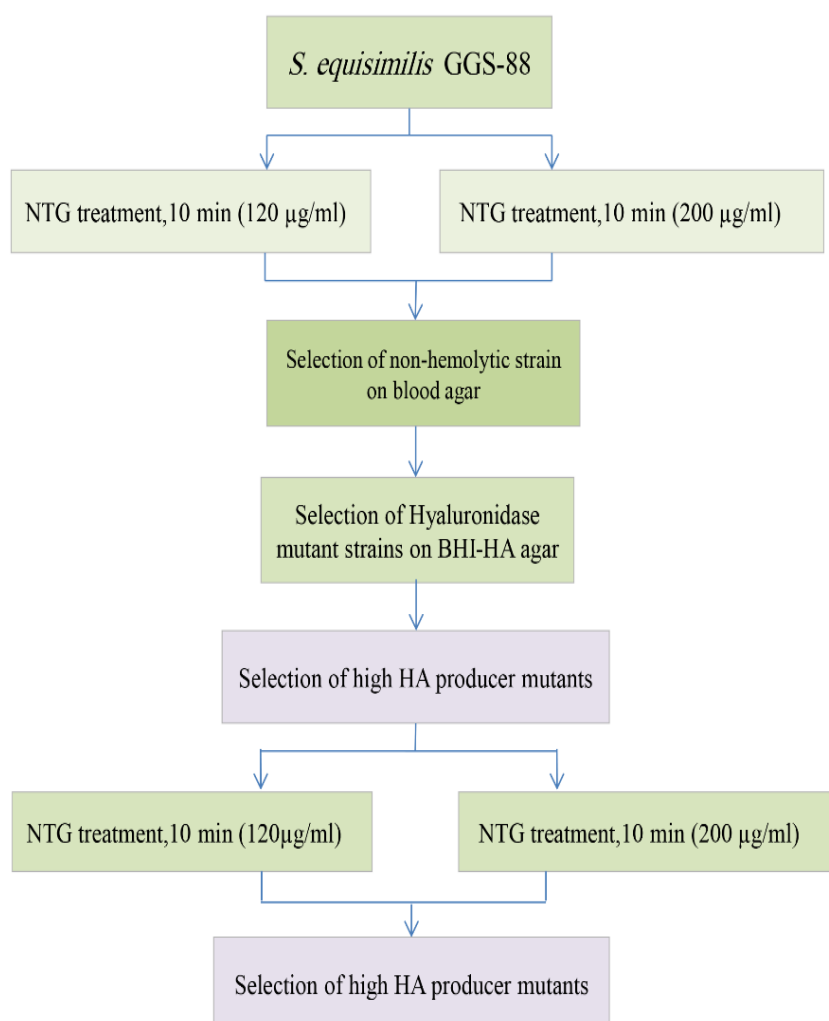 S. equisimilis GGS-88
NTG treatment,10 min (120 µg/ml)
NTG treatment,10 min (200 µg/ml)
Selection of non-hemolytic strain
on blood agar
Selection of Hyaluronidase
mutant strains on BHI-HA agar
Selection of high HA producer mutants
NTG treatment,10 min (120µg/ml)
NTG treatment,10 min (200 µg/ml)
Selection of high HA producer mutants